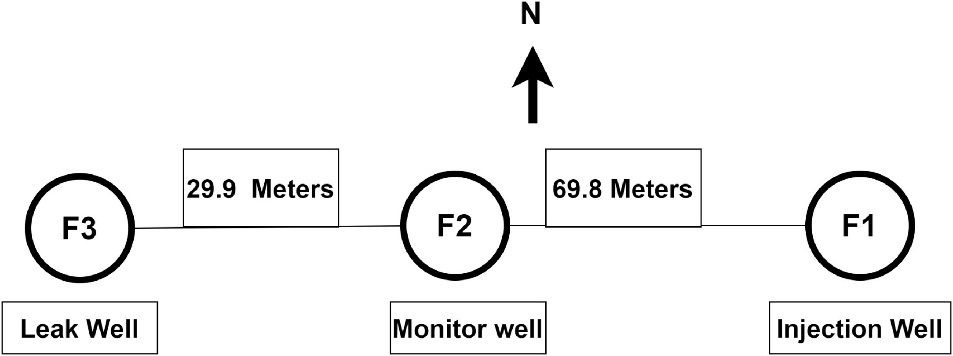 N
29.9 Meters
69.8 Meters
F3
F2
F1
Leak Well
Monitor well
Injection Well